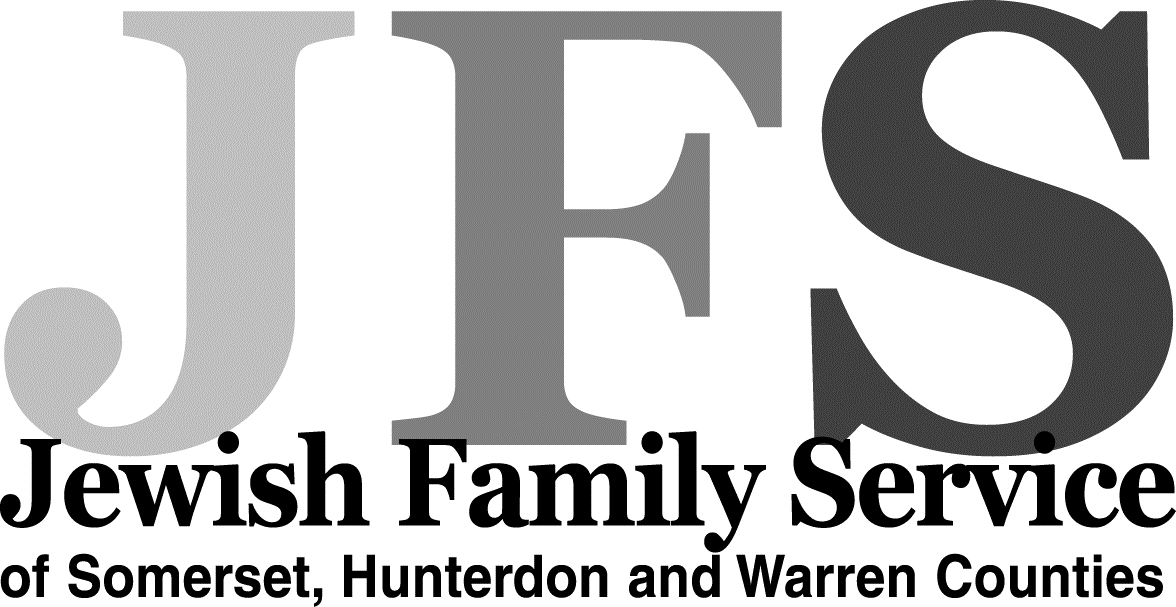 JFS
Jewish Family Service
of Somerset, Hunterdon and Warren Counties